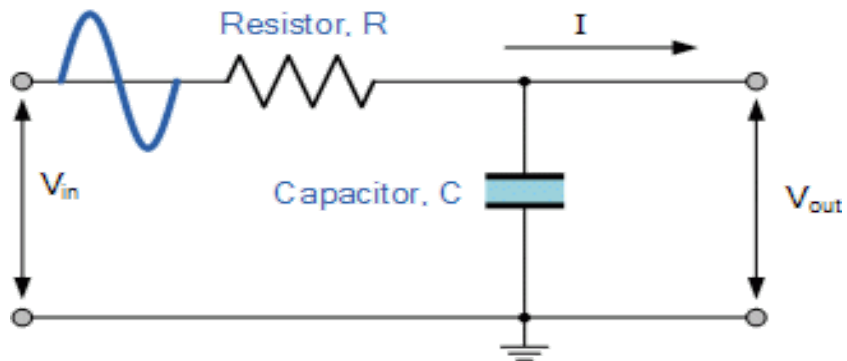 Resistor, R
I
Vin
Capacitor, C
Vout